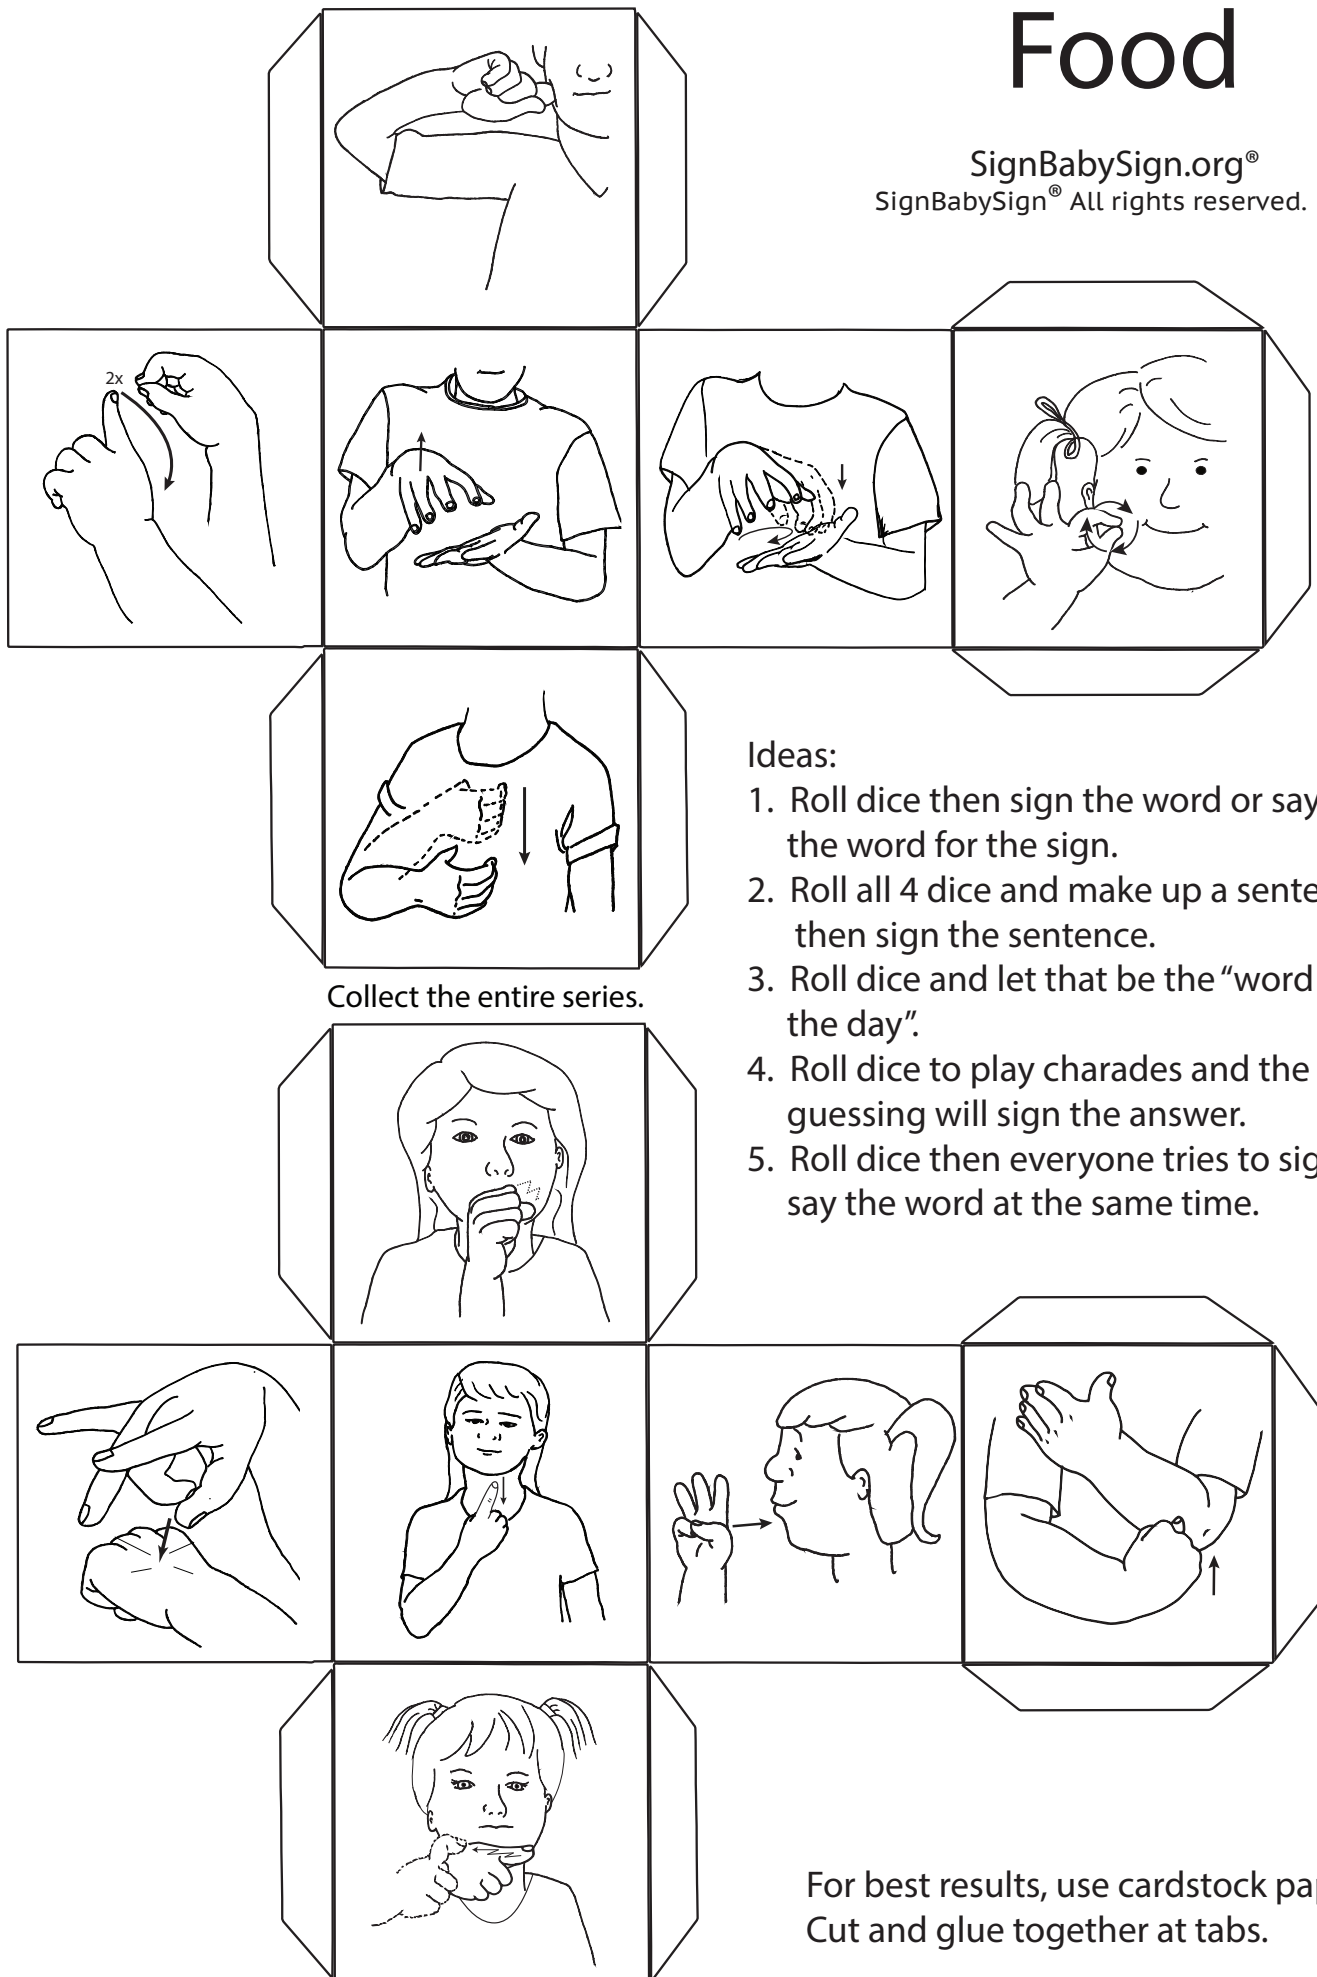 Food
SignBabySign.org®
SignBabySign® All rights reserved.
2x
Ideas:
1. Roll dice then sign the word or say
the word for the sign.
2. Roll all 4 dice and make up a sente
then sign the sentence.
3. Roll dice and let that be the “word
the day”.
4. Roll dice to play charades and the
guessing will sign the answer.
5. Roll dice then everyone tries to sig
say the word at the same time.
Collect the entire series.
For best results, use cardstock pa
Cut and glue together at tabs.